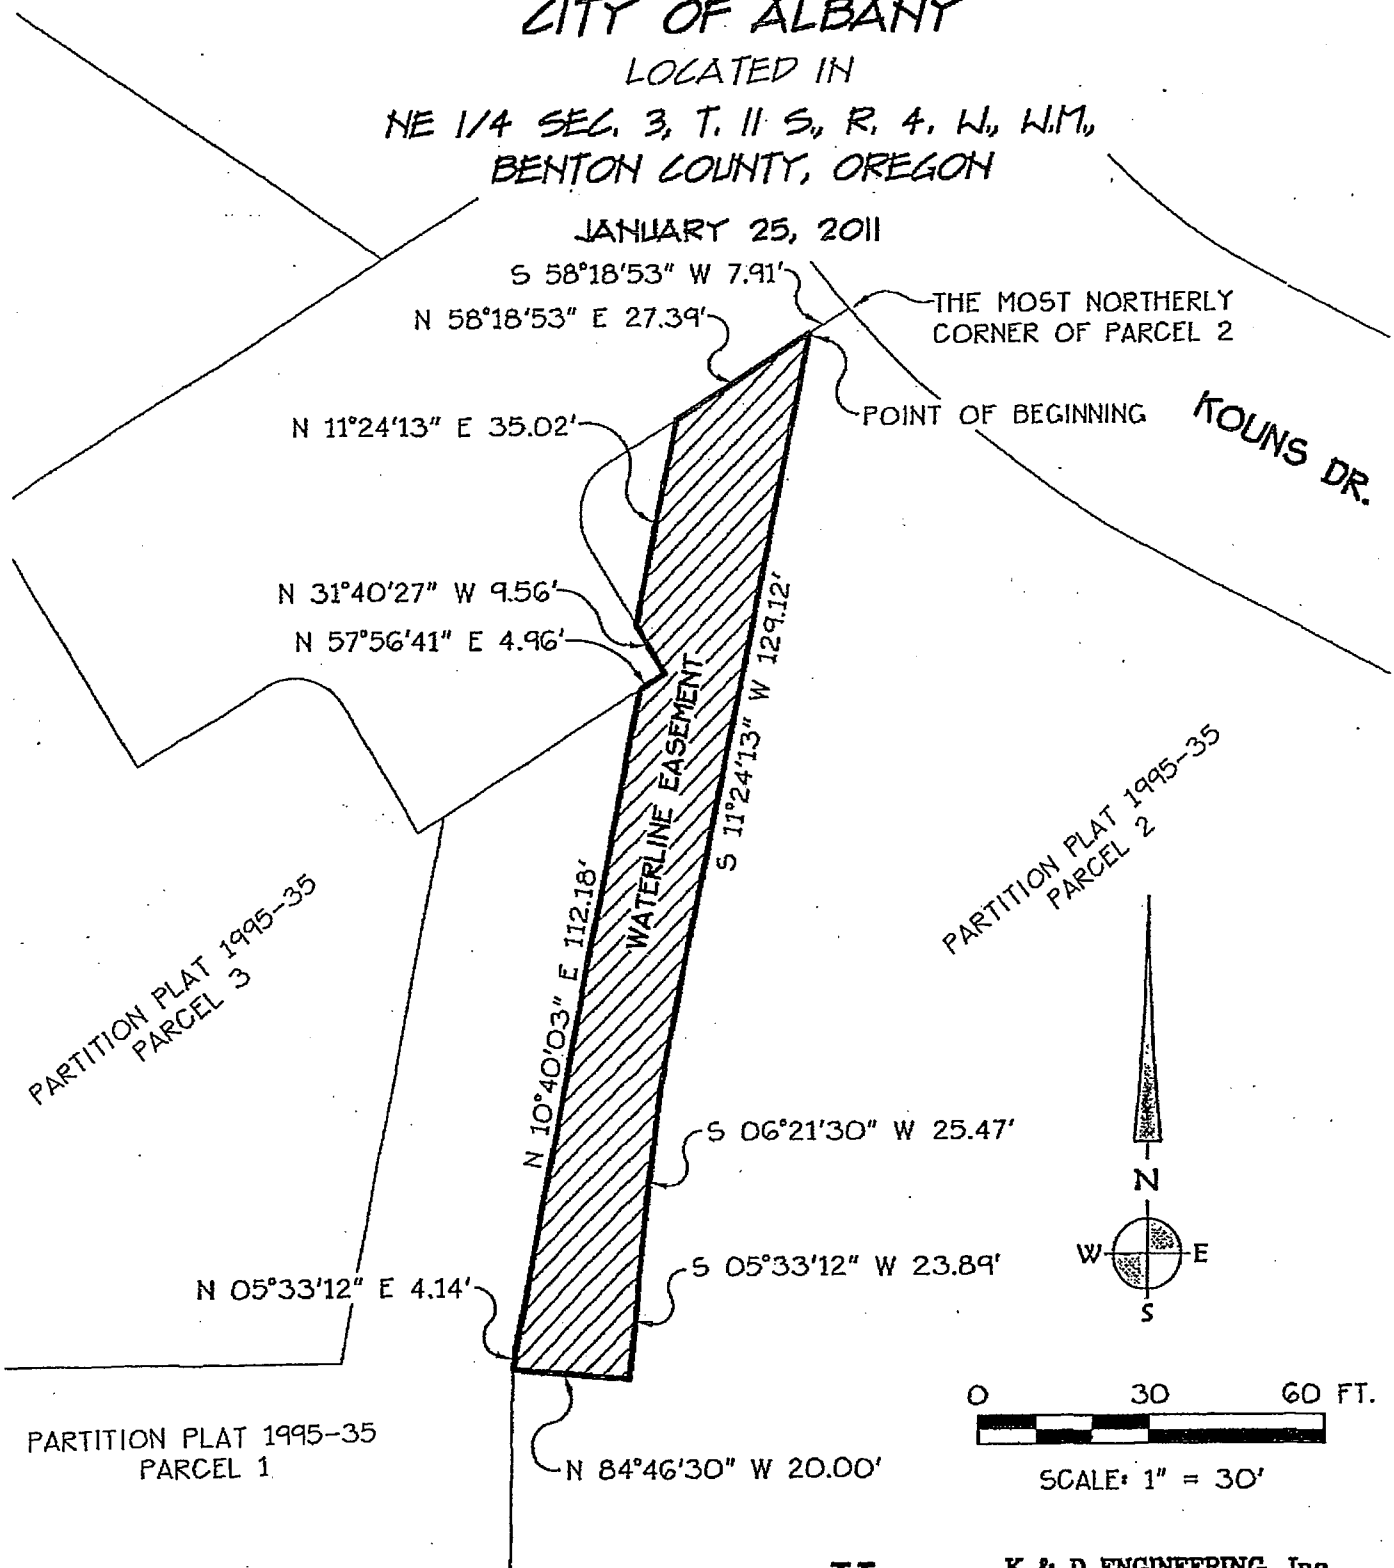 CITY OF ALBANY
LOCATED IN
NE 1/4 SEC. 3, T. 11 S., R. 4. W., W.M.,
BENTON COUNTY, OREGON
JANUARY 25, 2011
S 58°18'53" W 7.91'
N 58°18'53" E 27.39'
THE MOST NORTHERLY
CORNER OF PARCEL 2
N 11°24'13" E 35.02'
POINT OF BEGINNING
KOUNS DR.
N 31°40'27" W 9.56'
N 57°56'41" E 4.96'
S 11°24'13" W 129.12'
WATERLINE EASEMENT
PARTITION PLAT 1995-35
PARCEL 2
N 10°40'03" E 112.18'
PARTITION PLAT 1995-35
PARCEL 3
S 06°21'30" W 25.47'
N
W E
S
S 05°33'12" W 23.89'
N 05°33'12" E 4.14'
0 30 60 FT.
SCALE: 1" = 30'
PARTITION PLAT 1995-35
PARCEL 1
N 84°46'30" W 20.00'
K & D ENGINEERING, Inc.